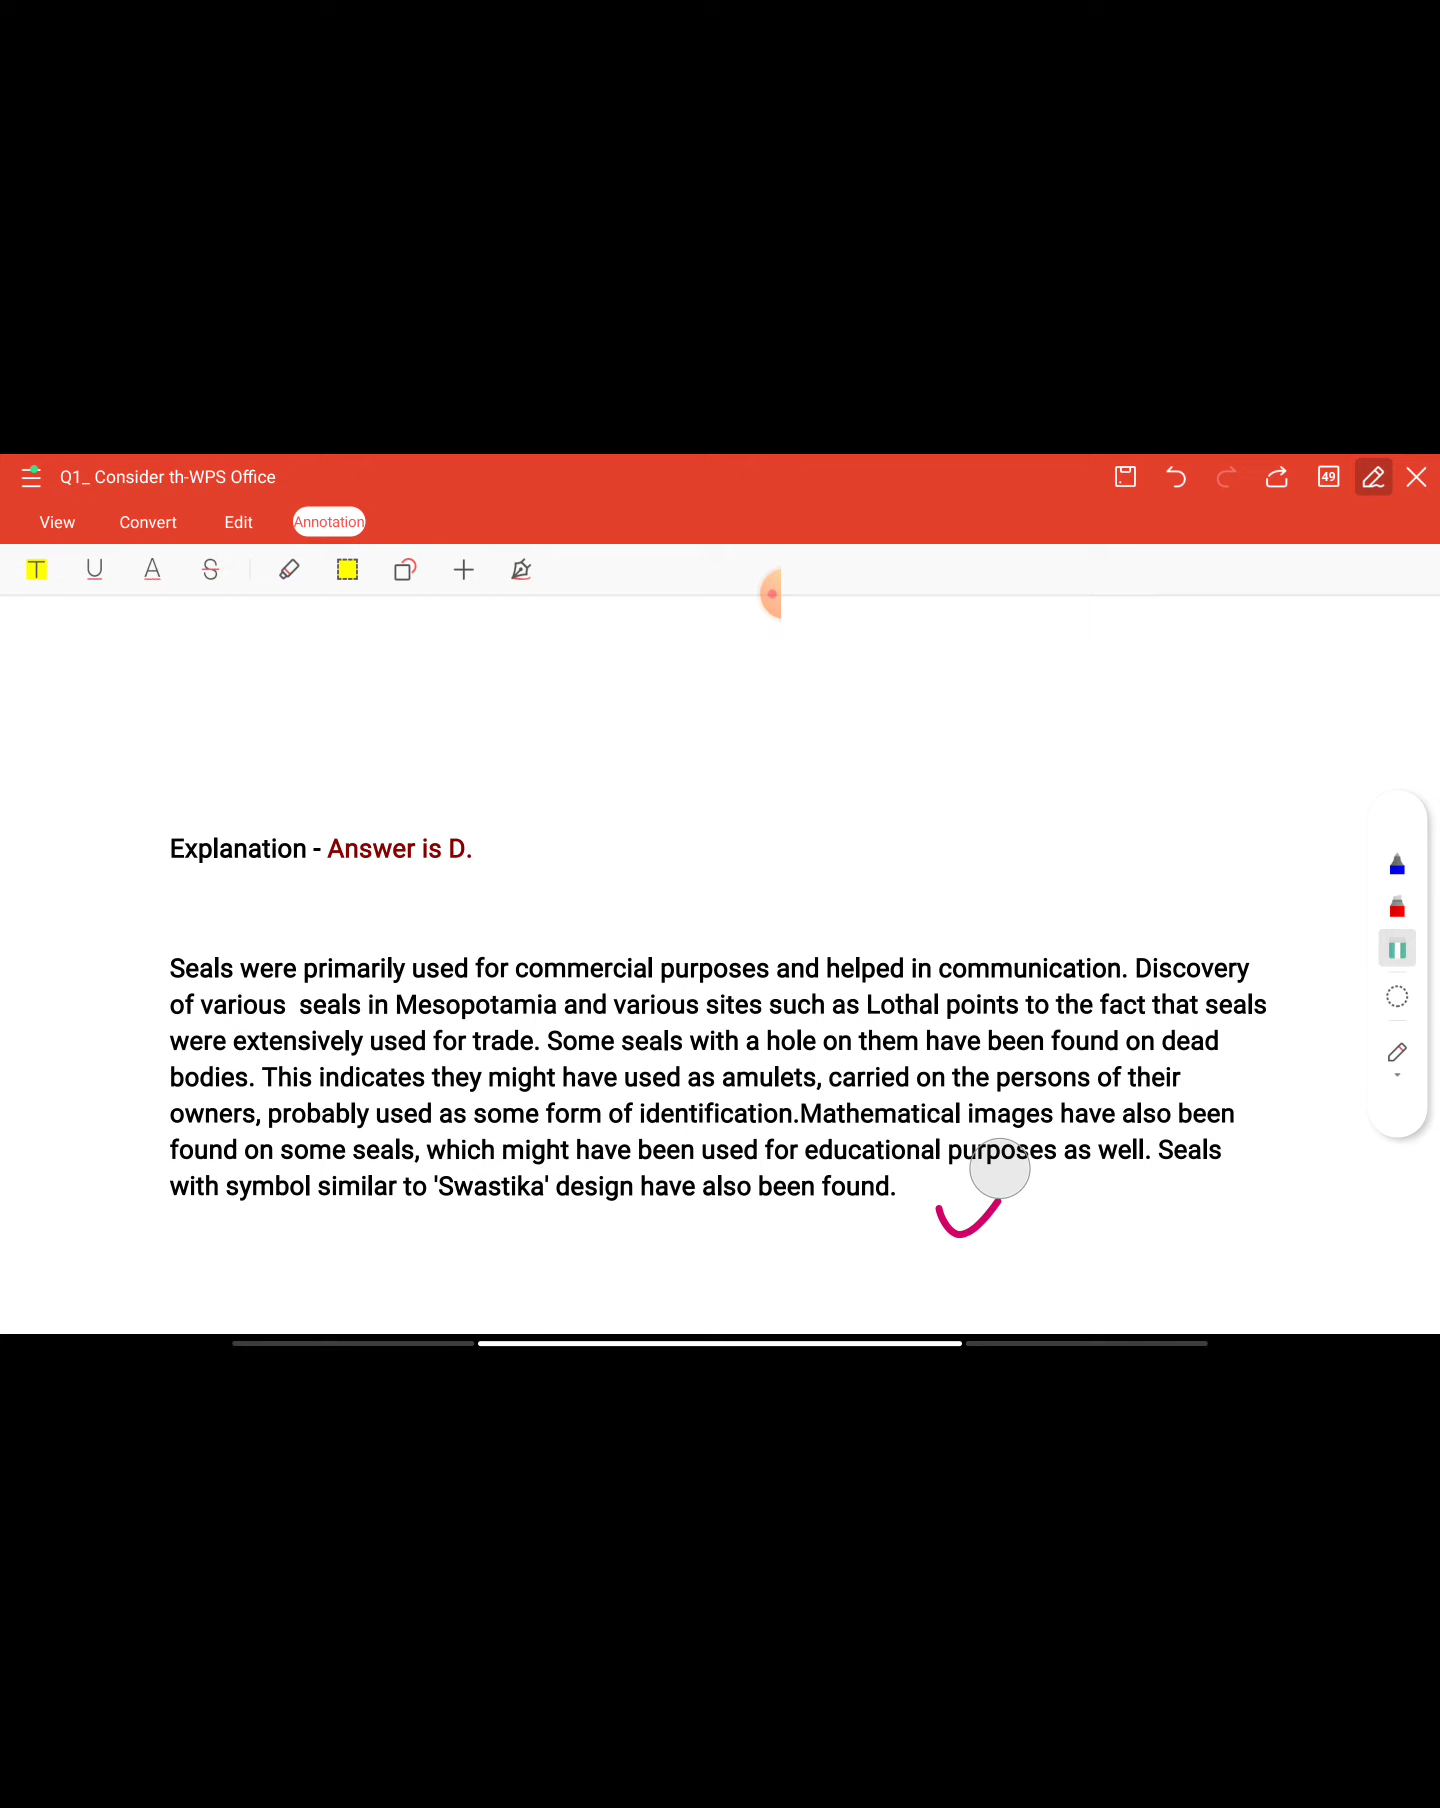 Q1_ Consider th-WPS Office
49
View Convert Edit Annotation
T U A S
Explanation - Answer is D.
Seals were primarily used for commercial purposes and helped in communication. Discovery
of various  seals in Mesopotamia and various sites such as Lothal points to the fact that seals
were extensively used for trade. Some seals with a hole on them have been found on dead
bodies. This indicates they might have used as amulets, carried on the persons of their
owners, probably used as some form of identification.Mathematical images have also been
found on some seals, which might have been used for educational purposes as well. Seals
with symbol similar to 'Swastika' design have also been found.